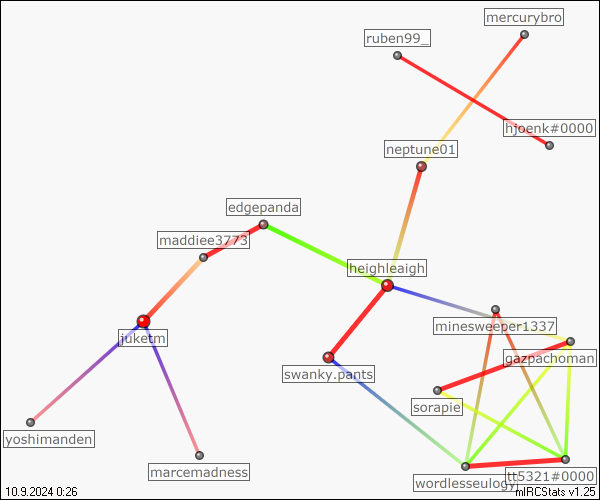 mercurybro
ruben99_
hjoenk#0000
neptune01
edgepanda
maddiee3773
heighleaigh
minesweeper1337
juketm
gazpachoman
swanky.pants
sorapie
yoshimanden
marcemadness
tt5321#0000
wordlesseulogy
10.9.2024 0:26
mIRCStats v1.25